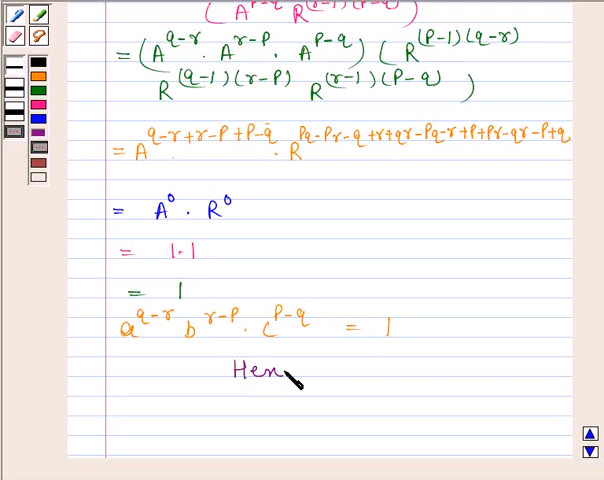 (A^{p-q} R^{(r-1)(p-q)})
= (A^{q-r} . A^{r-p} . A^{p-q}) (R^{(p-1)(q-r)}
R^{(q-1)(r-p)} R^{(r-1)(p-q)})
= A^{q-r+r-p+p-q} . R^{pq-pr-q+r+qr-pq-r+p+pr-qr-p+q}
= A^0 . R^0
= 1.1
= 1
a^{q-r} b^{r-p} . c^{p-q} = 1
Hen